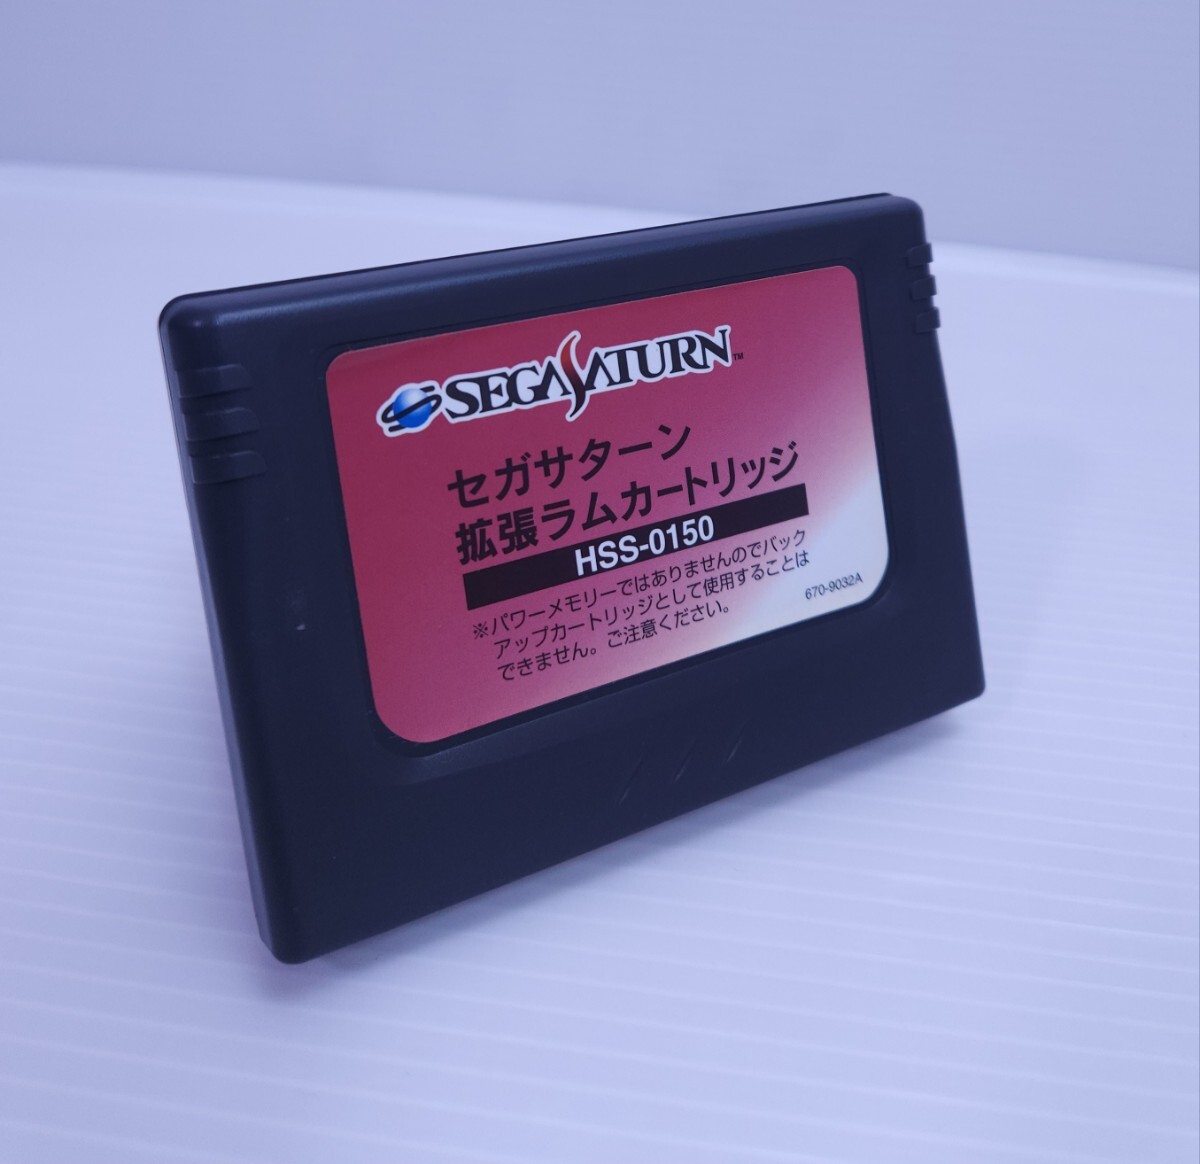 SEGA SATURN™
セガサターン
拡張ラムカートリッジ
HSS-0150
※パワーメモリーではありませんのでバック
アップカートリッジとして使用することは
できません。ご注意ください。
670-9032A